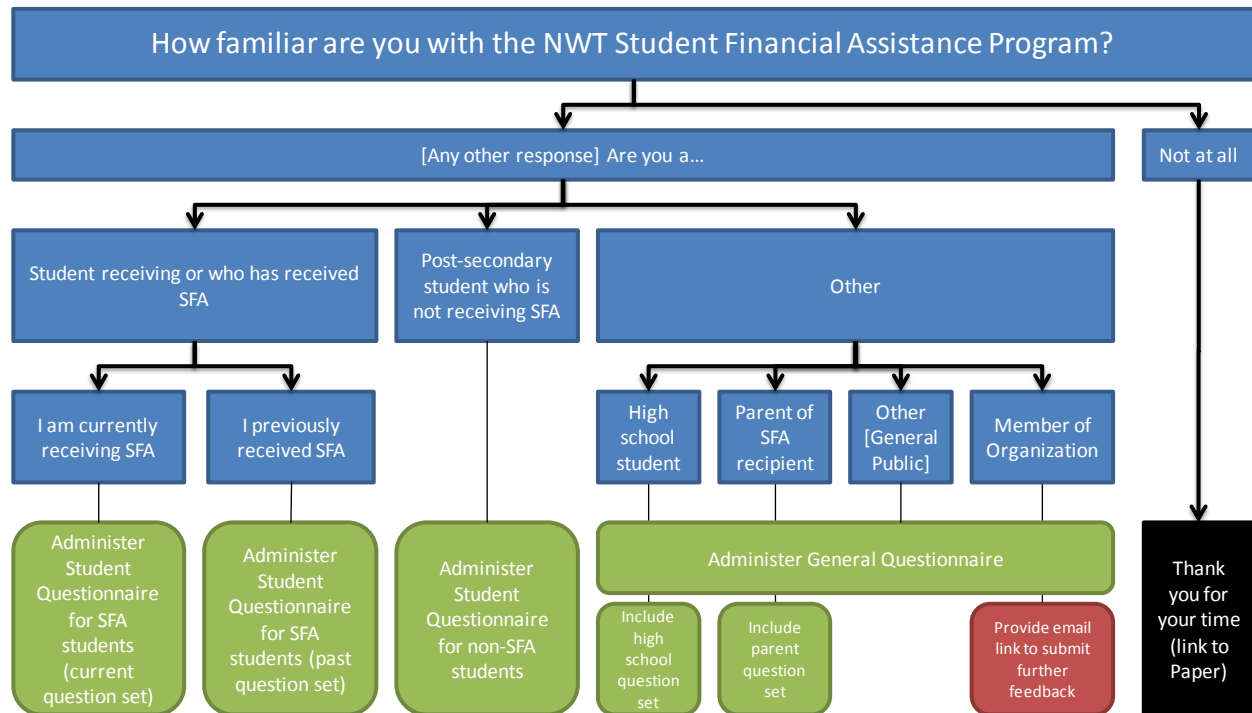 How familiar are you with the NWT Student Financial Assistance Program?
[Any other response] Are you a...
Not at all
Student receiving or who has received
SFA
Post-secondary
student who is
not receiving SFA
Other
I am currently
receiving SFA
I previously
received SFA
High
school
student
Parent of
SFA
recipient
Other
[General
Public]
Member of
Organization
Administer
Student
Questionnaire
for SFA
students
(current
question set)
Administer
Student
Questionnaire
for SFA
students (past
question set)
Administer
Student
Questionnaire
for non-SFA
students
Administer General Questionnaire
Include
high
school
question
set
Include
parent
question
set
Provide email
link to submit
further
feedback
Thank
you for
your time
(link to
Paper)